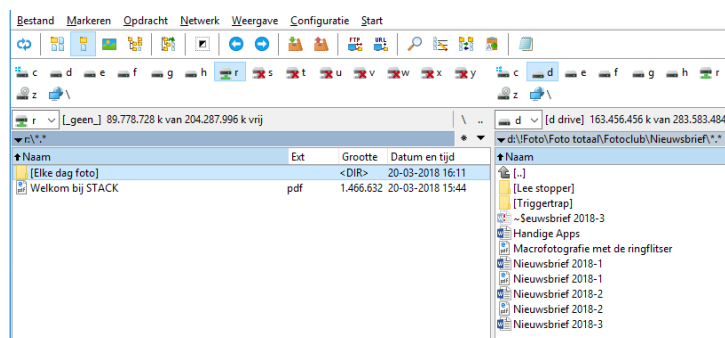 Bestand Markeren Opdracht Netwerk Weergave Configuratie Start
FTP URL
c d e f g h r s t u v w x y
z \
c d e f g h r
z \
r [_geen_] 89.778.728 k van 204.287.996 k vrij \ ..
r:\*.* * ▼
Naam Ext Grootte Datum en tijd
[Elke dag foto] <DIR> 20-03-2018 16:11
Welkom bij STACK pdf 1.466.632 20-03-2018 15:44
d [d drive] 163.456.456 k van 283.583.484
d:\!Foto\Foto totaal\Fotoclub\Nieuwsbrief\*.*
Naam
[..]
[Lee stopper]
[Triggertrap]
~$euwsbrief 2018-3
Handige Apps
Macrofotografie met de ringflitser
Nieuwsbrief 2018-1
Nieuwsbrief 2018-1
Nieuwsbrief 2018-2
Nieuwsbrief 2018-2
Nieuwsbrief 2018-3